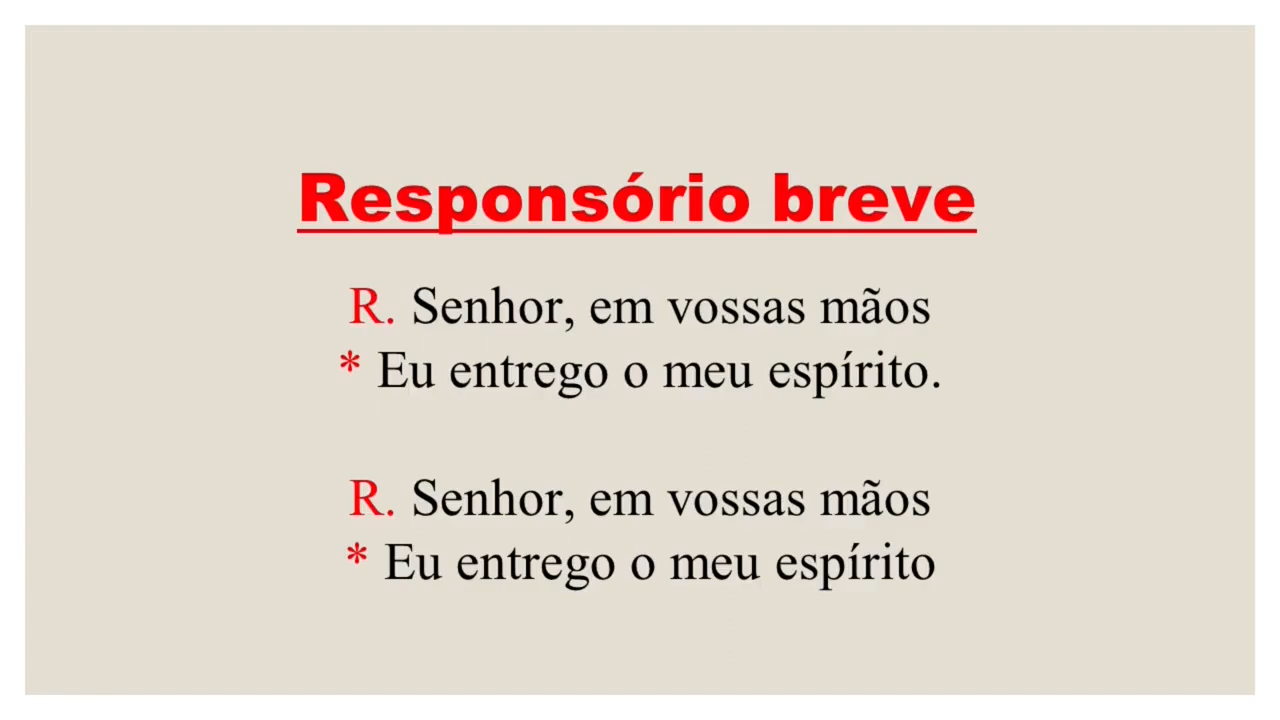 Responsório breve
R. Senhor, em vossas mãos
* Eu entrego o meu espírito.
R. Senhor, em vossas mãos
* Eu entrego o meu espírito